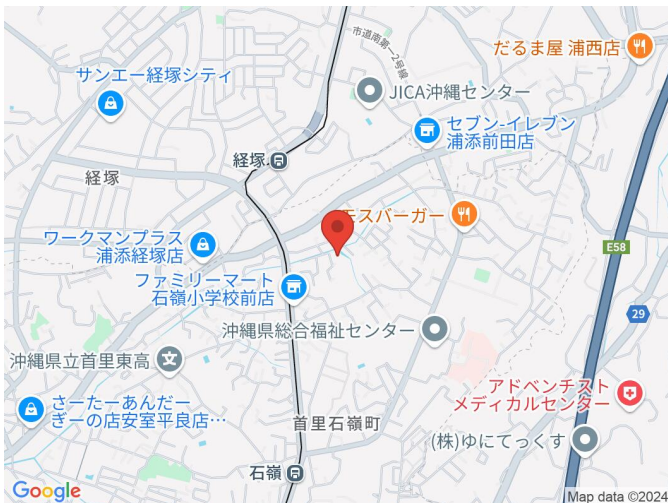 市道南第一2号線
だるま屋 浦西店
サンエー経塚シティ
JICA沖縄センター
セブン-イレブン
浦添前田店
経塚
経塚
モスバーガー
ワークマンプラス
浦添経塚店
E58
ファミリーマート
石嶺小学校前店
29
沖縄県総合福祉センター
沖縄県立首里東高
アドベンチスト
メディカルセンター
さーたーあんだー
ぎーの店安室平良店…
首里石嶺町
(株)ゆにてっくす
石嶺
Google
Map data ©2024